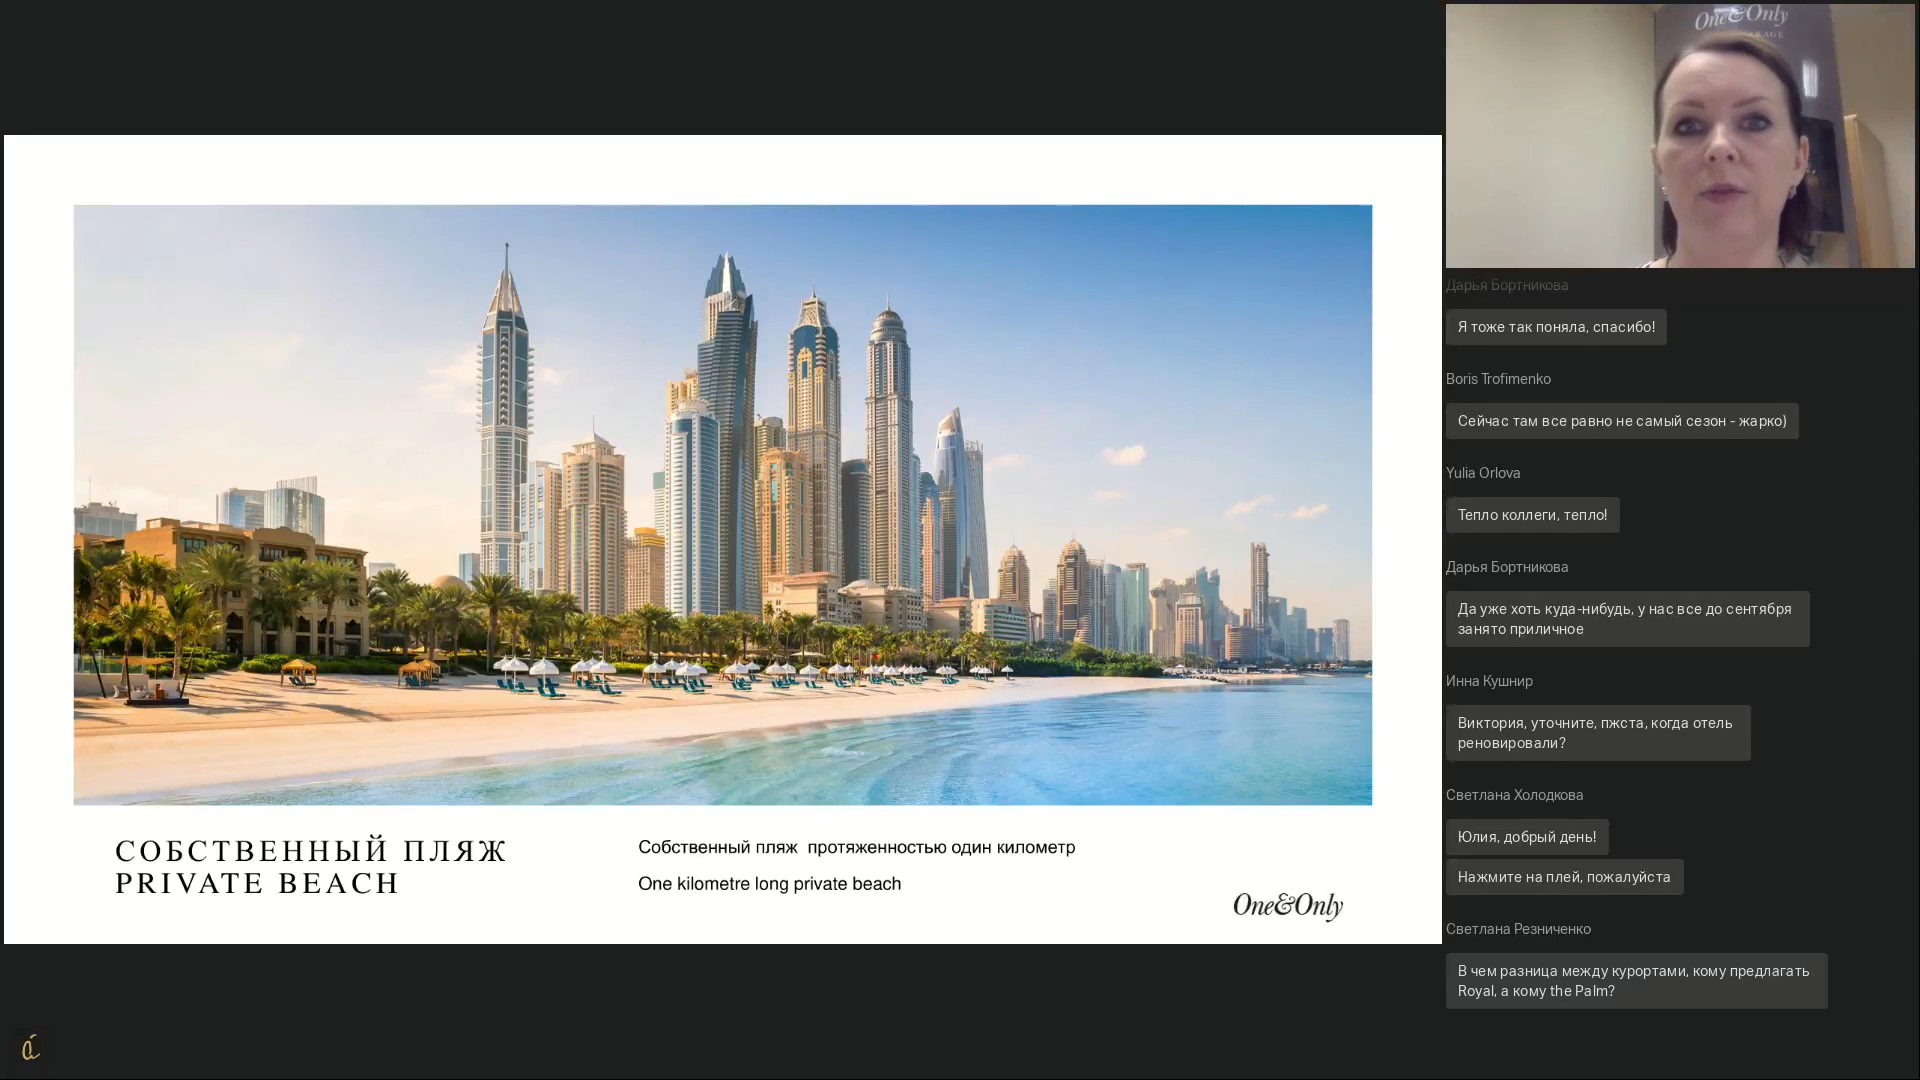 СОБСТВЕННЫЙ ПЛЯЖ
PRIVATE BEACH
Собственный пляж протяженностью один километр
One kilometre long private beach
One&Only
á
One&Only
Дарья Бортникова
Я тоже так поняла, спасибо!
Boris Trofimenko
Сейчас там все равно не самый сезон - жарко)
Yulia Orlova
Тепло коллеги, тепло!
Дарья Бортникова
Да уже хоть куда-нибудь, у нас все до сентября
занято приличное
Инна Кушнир
Виктория, уточните, пжста, когда отель
реновировали?
Светлана Холодкова
Юлия, добрый день!
Нажмите на плей, пожалуйста
Светлана Резниченко
В чем разница между курортами, кому предлагать
Royal, а кому the Palm?